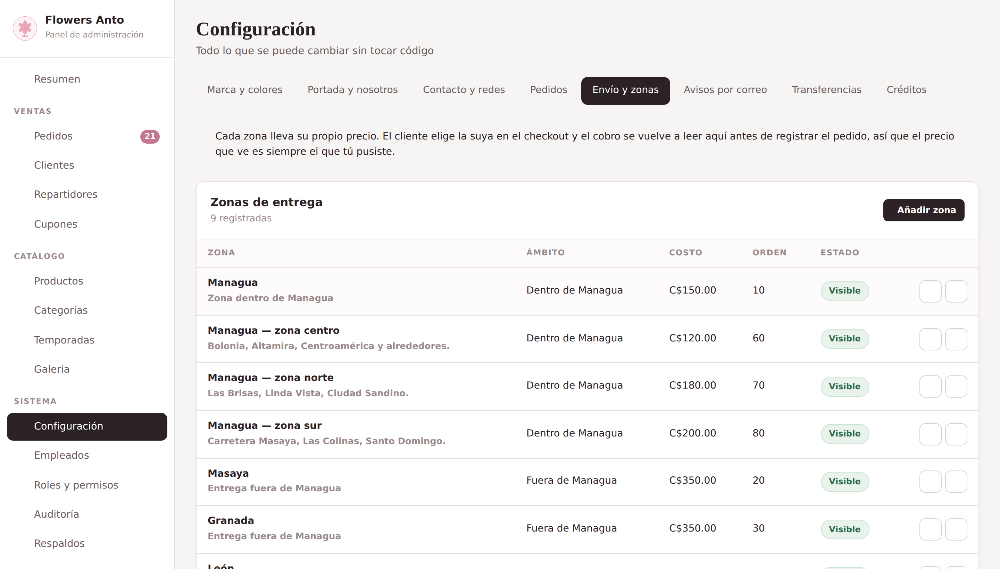 Flowers Anto
Panel de administración
Anto
Resumen
VENTAS
Pedidos 21
Clientes
Repartidores
Cupones
CATÁLOGO
Productos
Categorías
Temporadas
Galería
SISTEMA
Configuración
Empleados
Roles y permisos
Auditoría
Respaldos
Configuración
Todo lo que se puede cambiar sin tocar código
Marca y colores Portada y nosotros Contacto y redes Pedidos Envío y zonas Avisos por correo Transferencias Créditos
Cada zona lleva su propio precio. El cliente elige la suya en el checkout y el cobro se vuelve a leer aquí antes de registrar el pedido, así que el precio
que ve es siempre el que tú pusiste.
Zonas de entrega
9 registradas
Añadir zona
ZONA ÁMBITO COSTO ORDEN ESTADO
Managua
Zona dentro de Managua
Dentro de Managua C$150.00 10 Visible
Managua — zona centro
Bolonia, Altamira, Centroamérica y alrededores.
Dentro de Managua C$120.00 60 Visible
Managua — zona norte
Las Brisas, Linda Vista, Ciudad Sandino.
Dentro de Managua C$180.00 70 Visible
Managua — zona sur
Carretera Masaya, Las Colinas, Santo Domingo.
Dentro de Managua C$200.00 80 Visible
Masaya
Entrega fuera de Managua
Fuera de Managua C$350.00 20 Visible
Granada
Entrega fuera de Managua
Fuera de Managua C$350.00 30 Visible
León